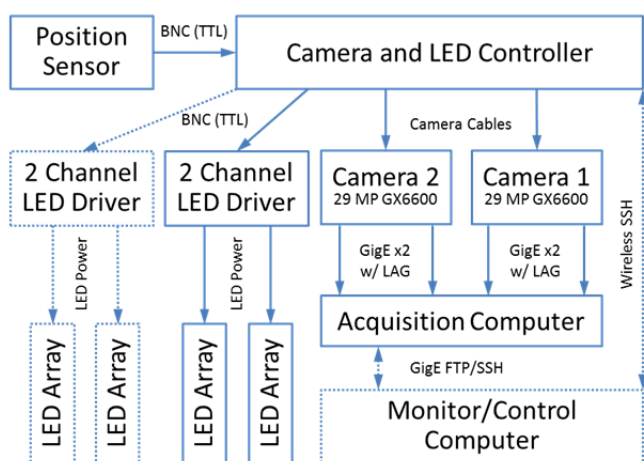 Position
Sensor
BNC (TTL)
Camera and LED Controller
BNC (TTL)
Camera Cables
2 Channel
LED Driver
2 Channel
LED Driver
Camera 2
29 MP GX6600
Camera 1
29 MP GX6600
Wireless SSH
LED Power
LED Power
GigE x2
w/ LAG
GigE x2
w/ LAG
Acquisition Computer
LED Array
LED Array
LED Array
LED Array
GigE FTP/SSH
Monitor/Control
Computer